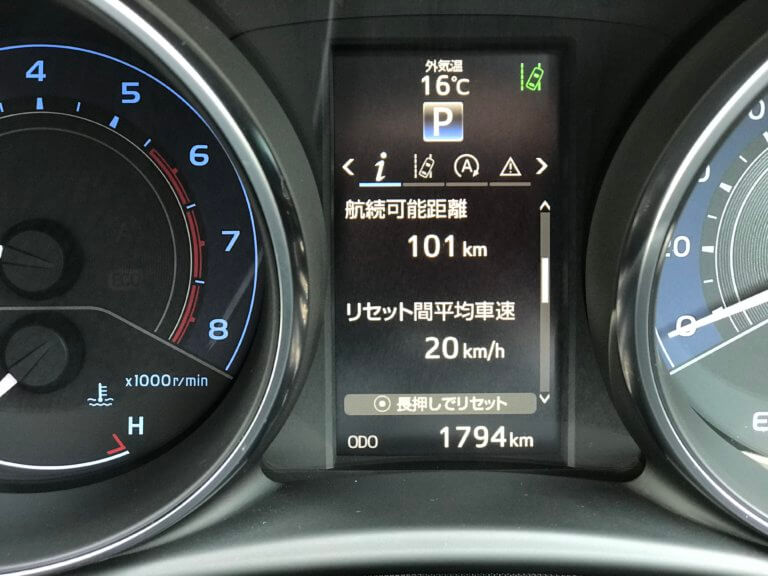 4
5
6
7
8
x1000r/min
H
ECO
外気温
16℃
P
i
A
航続可能距離
101 km
リセット間平均車速
20 km/h
長押しでリセット
ODO 1794 km
0
E